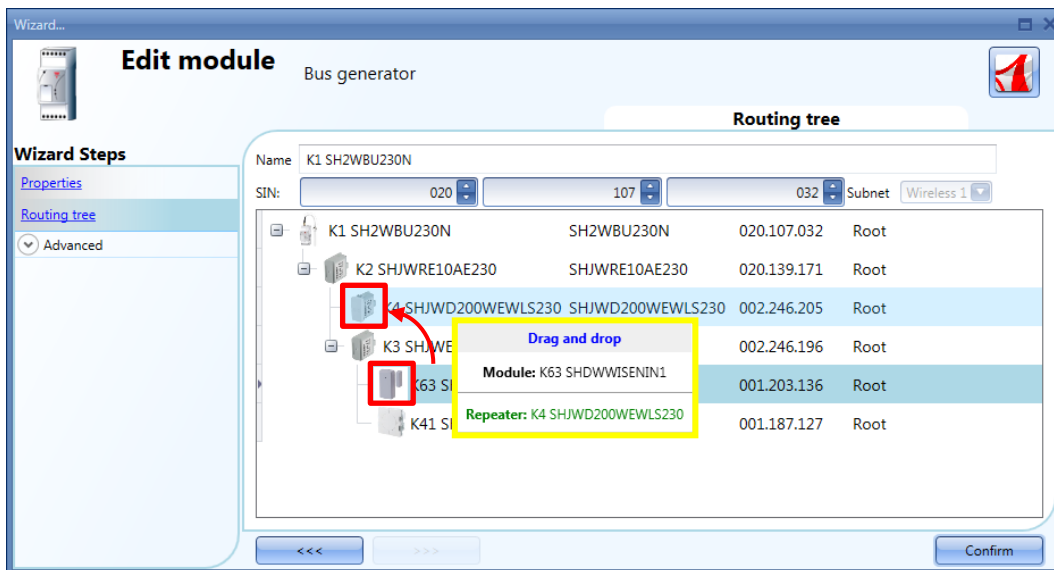 Wizard...
Edit module
Bus generator
Routing tree
Wizard Steps
Properties
Routing tree
Advanced
Name K1 SH2WBU230N
SIN: 020 107 032 Subnet Wireless 1
K1 SH2WBU230N SH2WBU230N 020.107.032 Root
K2 SHJWRE10AE230 SHJWRE10AE230 020.139.171 Root
K4 SHJWD200WEWLS230 SHJWD200WEWLS230 002.246.205 Root
K3 SHJWE 002.246.196 Root
K63 SH 001.203.136 Root
K41 SH 001.187.127 Root
Drag and drop
Module: K63 SHDWWISENIN1
Repeater: K4 SHJWD200WEWLS230
<<< >>> Confirm